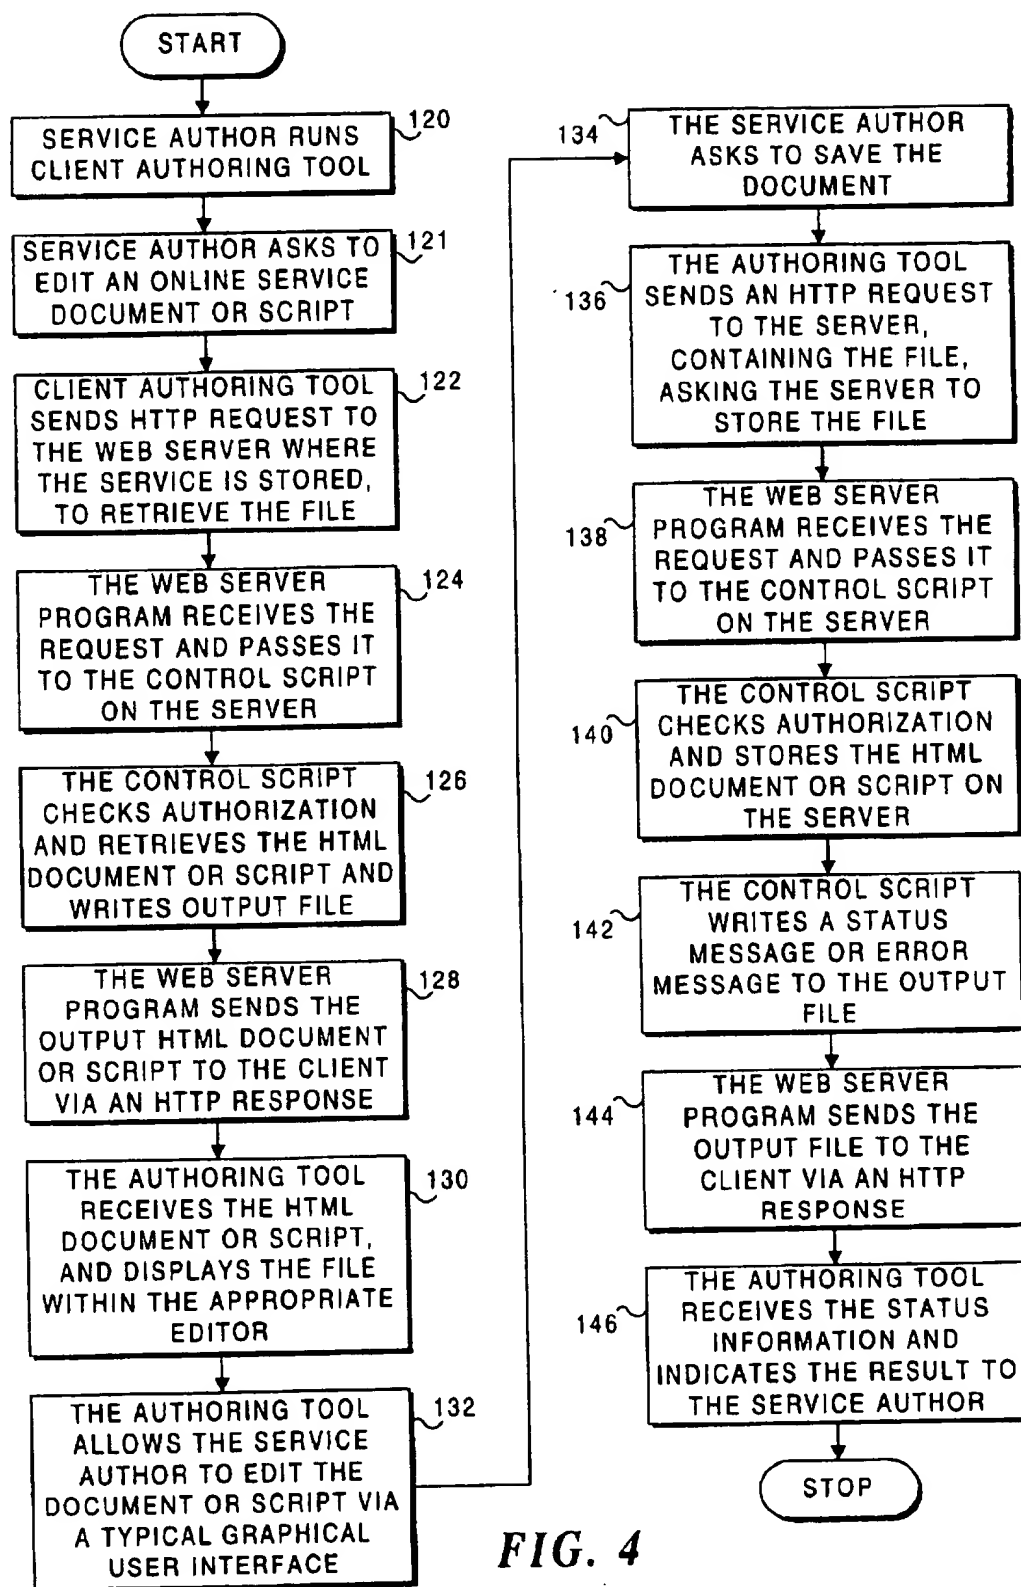 START
120
SERVICE AUTHOR RUNS
CLIENT AUTHORING TOOL
121
SERVICE AUTHOR ASKS TO
EDIT AN ONLINE SERVICE
DOCUMENT OR SCRIPT
122
CLIENT AUTHORING TOOL
SENDS HTTP REQUEST TO
THE WEB SERVER WHERE
THE SERVICE IS STORED,
TO RETRIEVE THE FILE
124
THE WEB SERVER
PROGRAM RECEIVES THE
REQUEST AND PASSES IT
TO THE CONTROL SCRIPT
ON THE SERVER
126
THE CONTROL SCRIPT
CHECKS AUTHORIZATION
AND RETRIEVES THE HTML
DOCUMENT OR SCRIPT AND
WRITES OUTPUT FILE
128
THE WEB SERVER
PROGRAM SENDS THE
OUTPUT HTML DOCUMENT
OR SCRIPT TO THE CLIENT
VIA AN HTTP RESPONSE
130
THE AUTHORING TOOL
RECEIVES THE HTML
DOCUMENT OR SCRIPT,
AND DISPLAYS THE FILE
WITHIN THE APPROPRIATE
EDITOR
132
THE AUTHORING TOOL
ALLOWS THE SERVICE
AUTHOR TO EDIT THE
DOCUMENT OR SCRIPT VIA
A TYPICAL GRAPHICAL
USER INTERFACE
134
THE SERVICE AUTHOR
ASKS TO SAVE THE
DOCUMENT
136
THE AUTHORING TOOL
SENDS AN HTTP REQUEST
TO THE SERVER,
CONTAINING THE FILE,
ASKING THE SERVER TO
STORE THE FILE
138
THE WEB SERVER
PROGRAM RECEIVES THE
REQUEST AND PASSES IT
TO THE CONTROL SCRIPT
ON THE SERVER
140
THE CONTROL SCRIPT
CHECKS AUTHORIZATION
AND STORES THE HTML
DOCUMENT OR SCRIPT ON
THE SERVER
142
THE CONTROL SCRIPT
WRITES A STATUS
MESSAGE OR ERROR
MESSAGE TO THE OUTPUT
FILE
144
THE WEB SERVER
PROGRAM SENDS THE
OUTPUT FILE TO THE
CLIENT VIA AN HTTP
RESPONSE
146
THE AUTHORING TOOL
RECEIVES THE STATUS
INFORMATION AND
INDICATES THE RESULT TO
THE SERVICE AUTHOR
STOP
FIG. 4